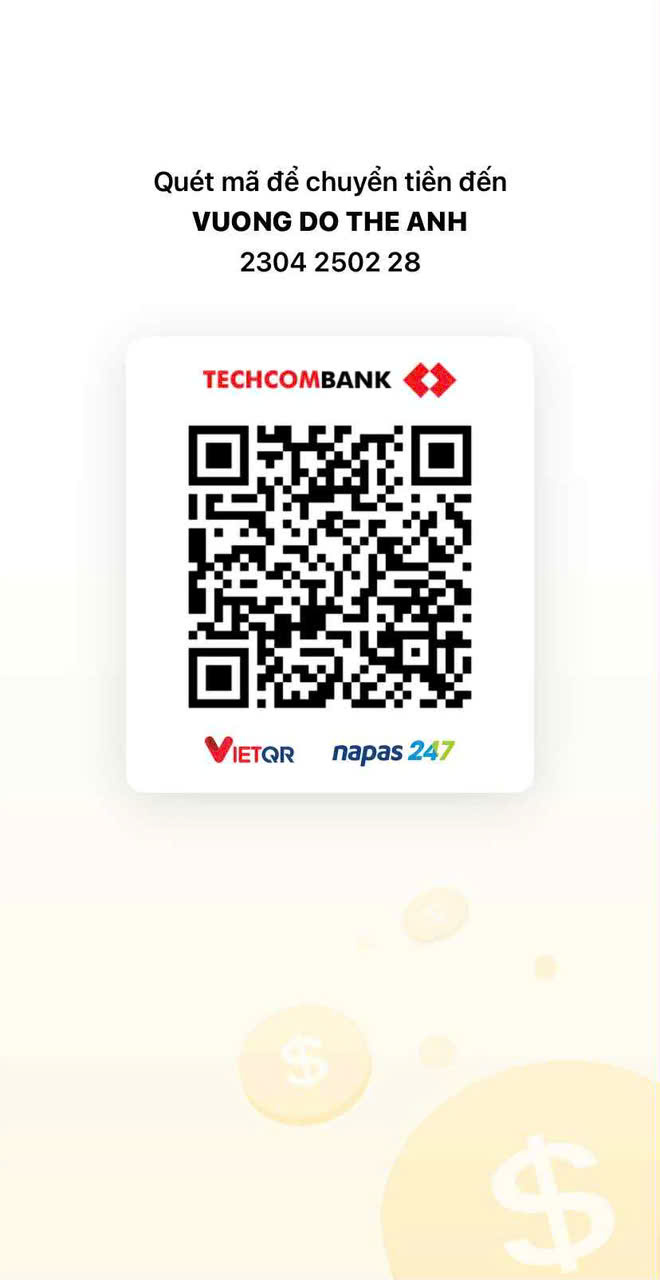 Quét mã để chuyển tiền đến
VUONG DO THE ANH
2304 2502 28
TECHCOMBANK
VIETQR
napas 247
$
$